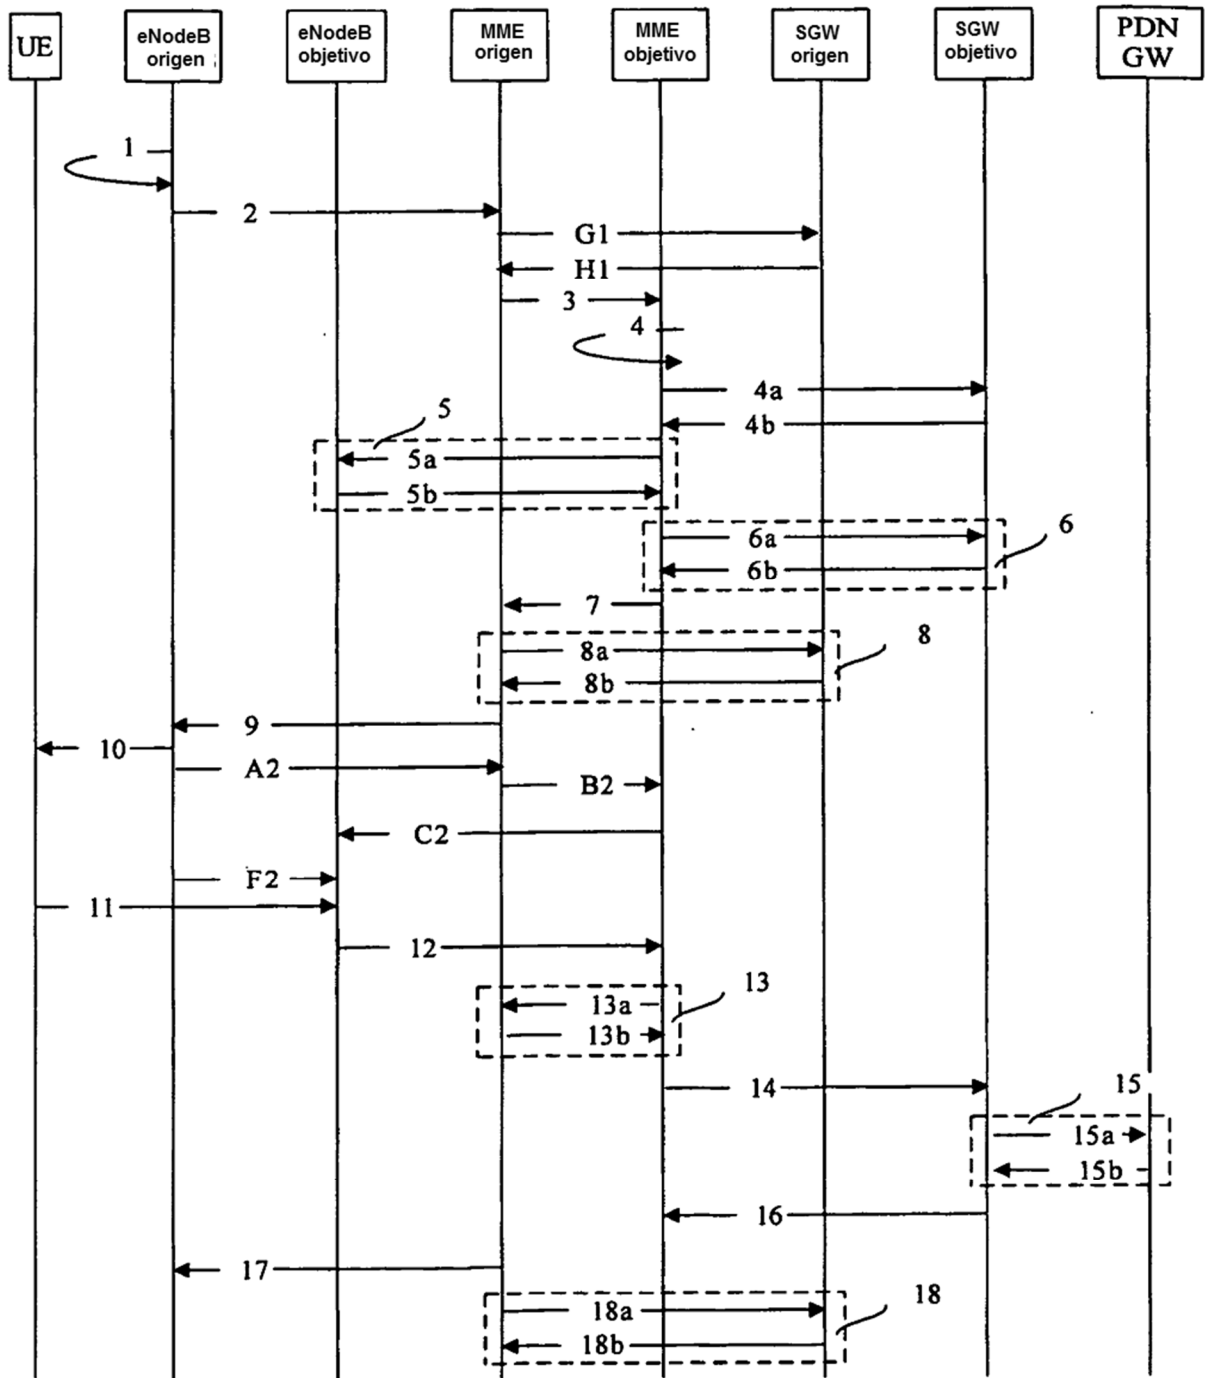 UE
eNodeB
origen
eNodeB
objetivo
MME
origen
MME
objetivo
SGW
origen
SGW
objetivo
PDN
GW
1
2
G1
H1
3
4
4a
4b
5
5a
5b
6
6a
6b
7
8
8a
8b
9
10
A2
B2
C2
F2
11
12
13
13a
13b
14
15
15a
15b
16
17
18
18a
18b